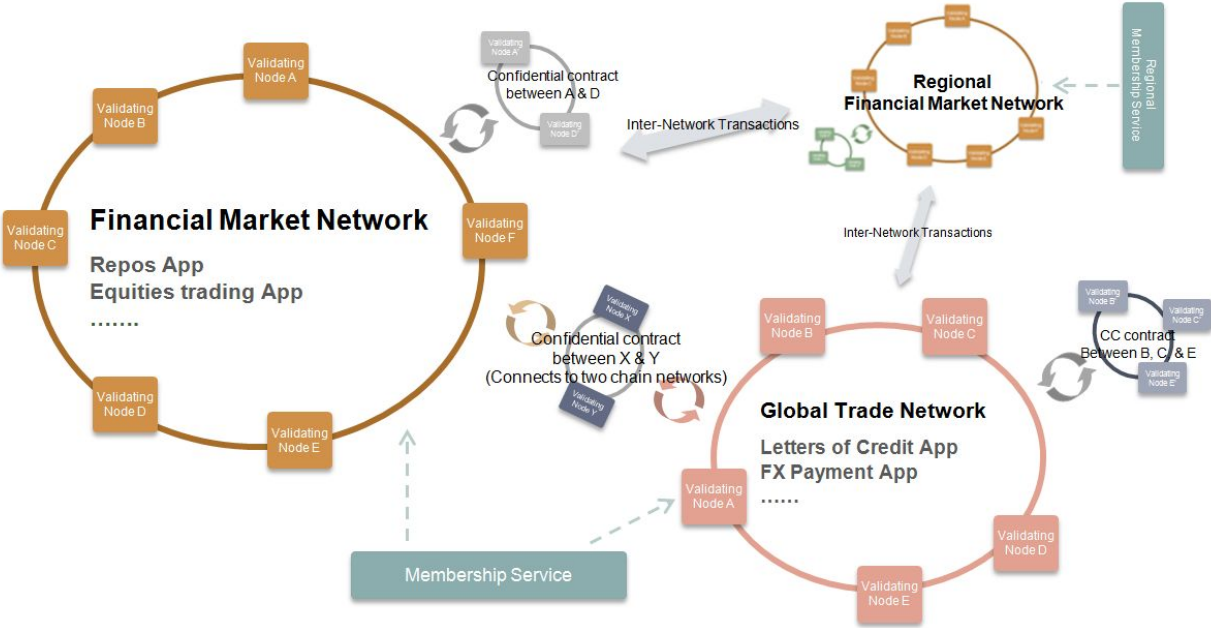 Validating
Node A
Validating
Node B
Validating
Node C
Validating
Node D
Validating
Node E
Validating
Node F
Financial Market Network
Repos App
Equities trading App
.......
Validating
Node A'
Confidential contract
between A & D
Validating
Node D'
Inter-Network Transactions
Regional
Financial Market Network
Regional
Membership Service
Inter-Network Transactions
Validating
Node X
Confidential contract
between X & Y
(Connects to two chain networks)
Validating
Node Y
Validating
Node B
Validating
Node C
Global Trade Network
Letters of Credit App
FX Payment App
......
Validating
Node A
Validating
Node D
Validating
Node E
Validating
Node B'
Validating
Node C'
CC contract
Between B, C, & E
Validating
Node E'
Membership Service